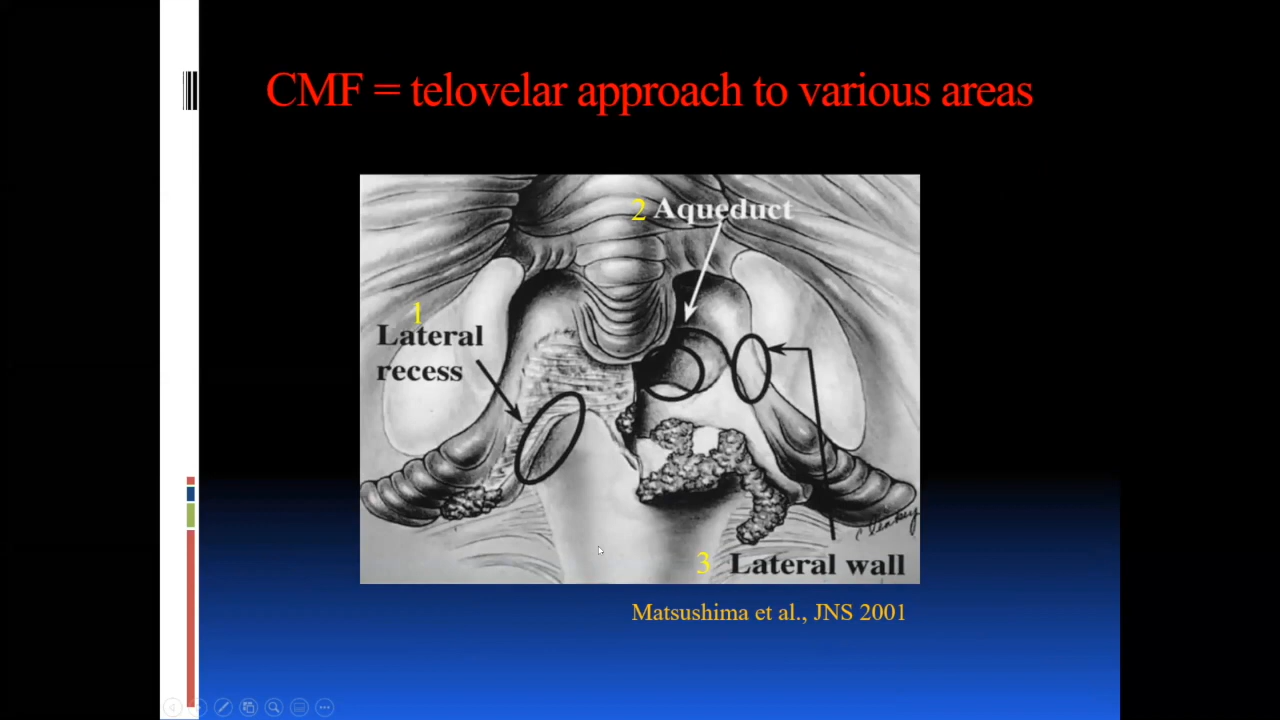 CMF = telovelar approach to various areas
2 Aqueduct
1
Lateral
recess
3 Lateral wall
Matsushima et al., JNS 2001